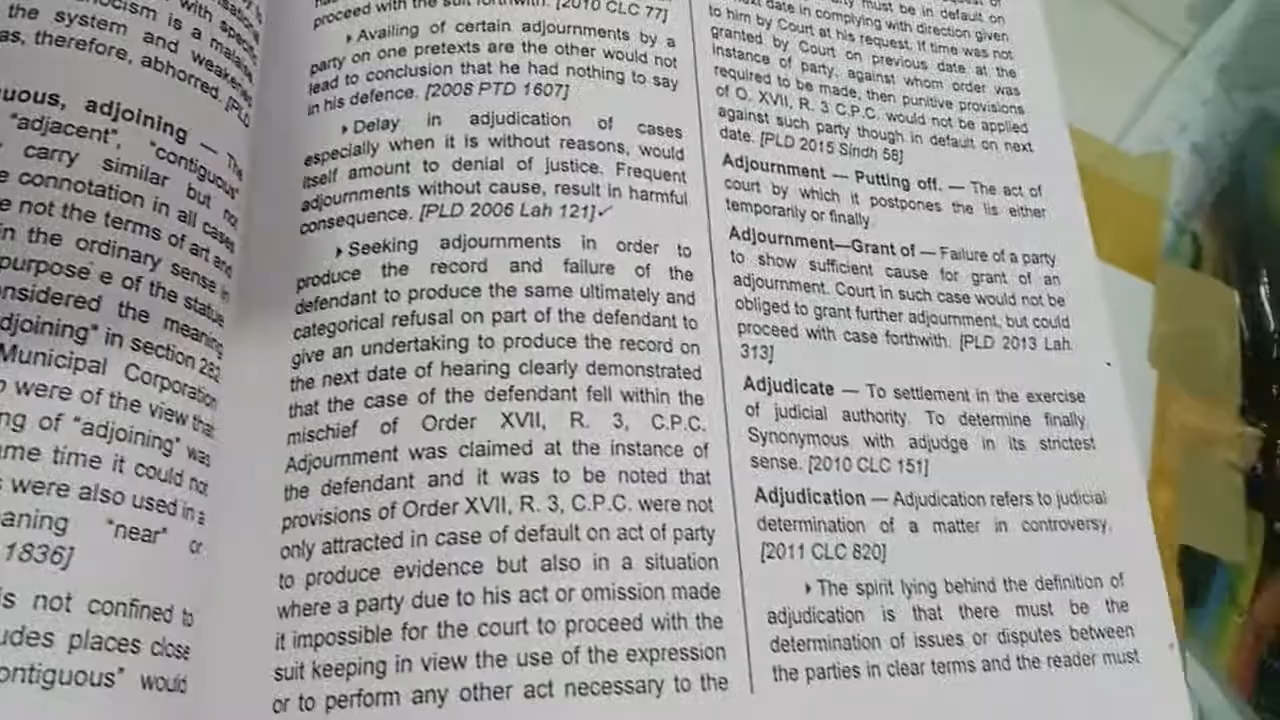 the system and weakens
as, therefore, abhorred. [PLD
uous, adjoining — The
"adjacent", "contiguous"
carry similar but not
e connotation in all cases
e not the terms of art and
n the ordinary sense in
purpose e of the statue
nsidered the meaning
djoining" in section 282
Municipal Corporation
o were of the view that
ng of "adjoining" was
ame time it could not
s were also used in a
aning "near" or
1836]
is not confined to
udes places close
ontiguous" would
proceed with the suit forthwith. [2010 CLC 77]
▸ Availing of certain adjournments by a
party on one pretexts are the other would not
lead to conclusion that he had nothing to say
in his defence. [2008 PTD 1607]
▸ Delay in adjudication of cases
especially when it is without reasons, would
itself amount to denial of justice. Frequent
adjournments without cause, result in harmful
consequence. [PLD 2006 Lah 121]✓
▸ Seeking adjournments in order to
produce the record and failure of the
defendant to produce the same ultimately and
categorical refusal on part of the defendant to
give an undertaking to produce the record on
the next date of hearing clearly demonstrated
that the case of the defendant fell within the
mischief of Order XVII, R. 3, C.P.C.
Adjournment was claimed at the instance of
the defendant and it was to be noted that
provisions of Order XVII, R. 3, C.P.C. were not
only attracted in case of default on act of party
to produce evidence but also in a situation
where a party due to his act or omission made
it impossible for the court to proceed with the
suit keeping in view the use of the expression
or to perform any other act necessary to the
party must be in default on
next date in complying with direction given
to him by Court at his request. If time was not
granted by Court on previous date at the
instance of party, against whom order was
required to be made, then punitive provisions
of O. XVII, R. 3 C.P.C. would not be applied
against such party though in default on next
date. [PLD 2015 Sindh 58]
Adjournment — Putting off. — The act of
court by which it postpones the lis either
temporarily or finally.
Adjournment—Grant of — Failure of a party
to show sufficient cause for grant of an
adjournment. Court in such case would not be
obliged to grant further adjournment, but could
proceed with case forthwith. [PLD 2013 Lah
313]
Adjudicate — To settlement in the exercise
of judicial authority. To determine finally.
Synonymous with adjudge in its strictest
sense. [2010 CLC 151]
Adjudication — Adjudication refers to judicial
determination of a matter in controversy.
[2011 CLC 820]
▸ The spirit lying behind the definition of
adjudication is that there must be the
determination of issues or disputes between
the parties in clear terms and the reader must